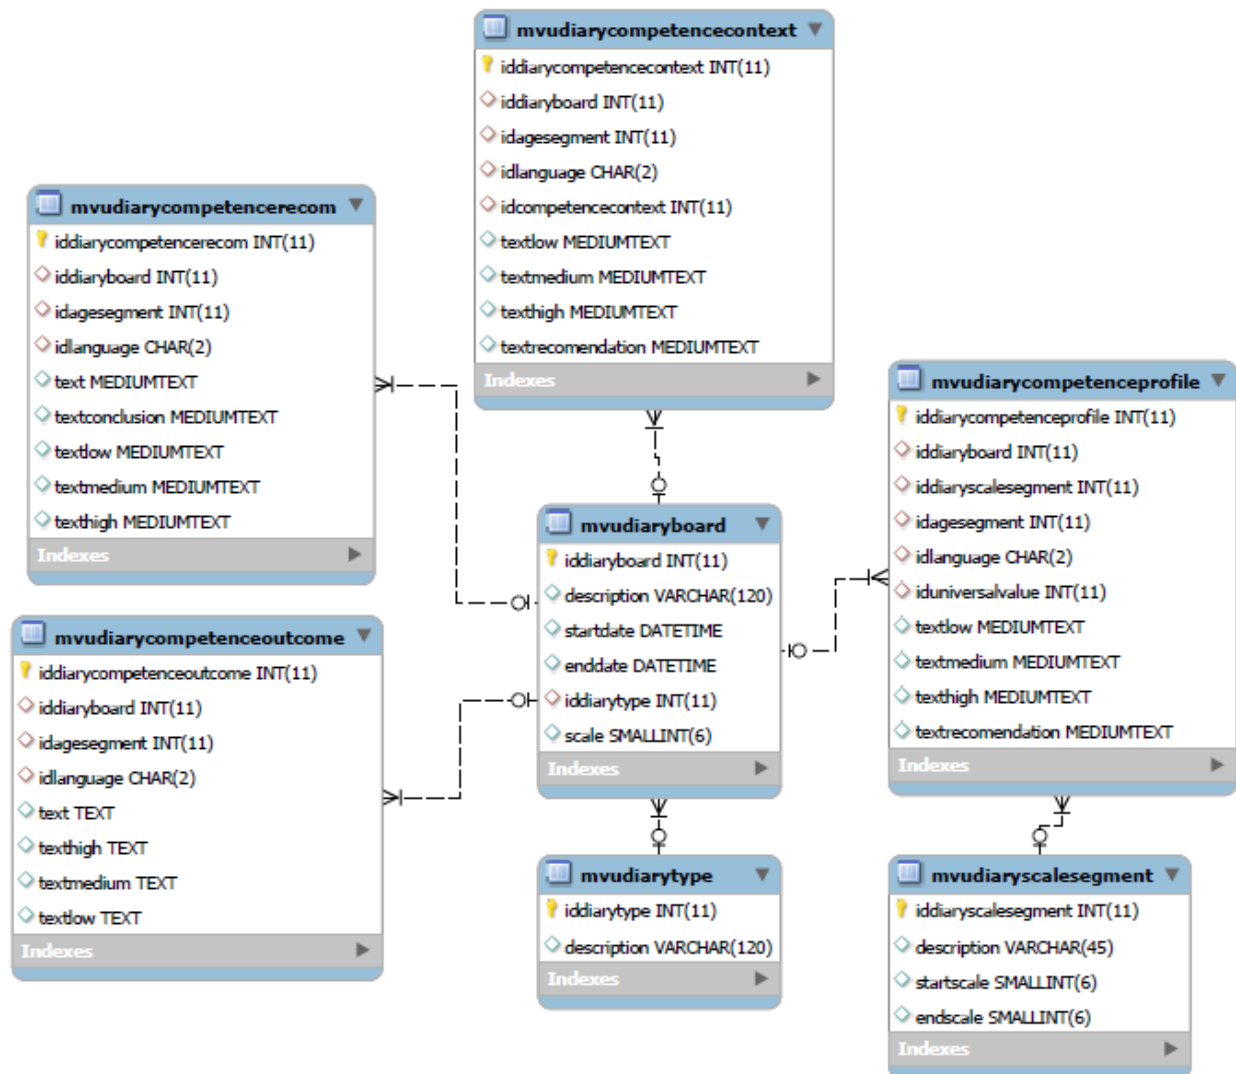 mvudiarycompetencecontext
iddiarycompetencecontext INT(11)
iddiaryboard INT(11)
idagesegment INT(11)
idlanguage CHAR(2)
idcompetencecontext INT(11)
textlow MEDIUMTEXT
textmedium MEDIUMTEXT
texthigh MEDIUMTEXT
textrecomendation MEDIUMTEXT
Indexes
mvudiarycompetencerecom
iddiarycompetencerecom INT(11)
iddiaryboard INT(11)
idagesegment INT(11)
idlanguage CHAR(2)
text MEDIUMTEXT
textconclusion MEDIUMTEXT
textlow MEDIUMTEXT
textmedium MEDIUMTEXT
texthigh MEDIUMTEXT
Indexes
mvudiarycompetenceprofile
iddiarycompetenceprofile INT(11)
iddiaryboard INT(11)
iddiaryscalesegment INT(11)
idagesegment INT(11)
idlanguage CHAR(2)
iduniversalvalue INT(11)
textlow MEDIUMTEXT
textmedium MEDIUMTEXT
texthigh MEDIUMTEXT
textrecomendation MEDIUMTEXT
Indexes
mvudiaryboard
iddiaryboard INT(11)
description VARCHAR(120)
startdate DATETIME
enddate DATETIME
iddiarytype INT(11)
scale SMALLINT(6)
Indexes
mvudiarycompetenceoutcome
iddiarycompetenceoutcome INT(11)
iddiaryboard INT(11)
idagesegment INT(11)
idlanguage CHAR(2)
text TEXT
texthigh TEXT
textmedium TEXT
textlow TEXT
Indexes
mvudiarytype
iddiarytype INT(11)
description VARCHAR(120)
Indexes
mvudiaryscalesegment
iddiaryscalesegment INT(11)
description VARCHAR(45)
startscale SMALLINT(6)
endscale SMALLINT(6)
Indexes